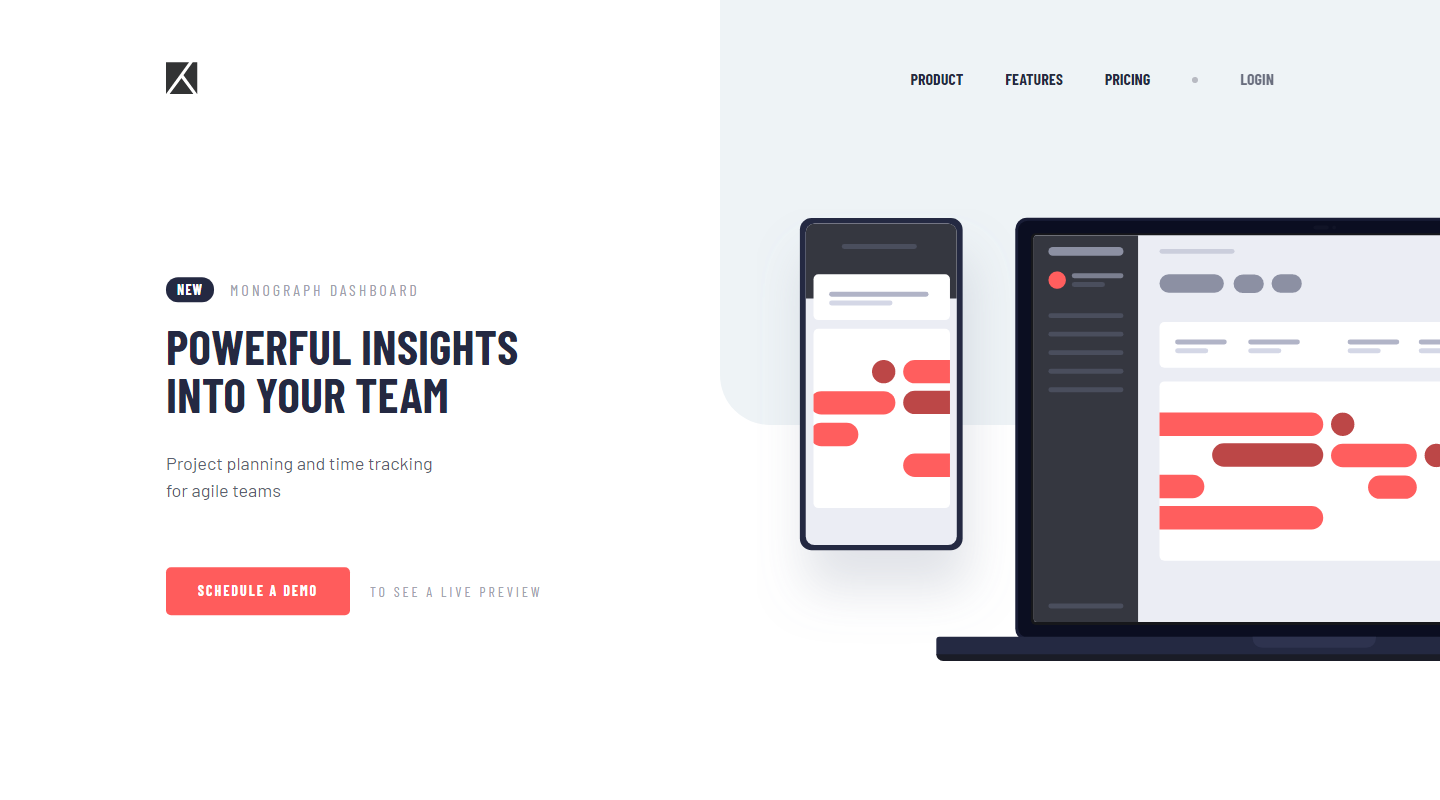 PRODUCT FEATURES PRICING LOGIN
NEW MONOGRAPH DASHBOARD
POWERFUL INSIGHTS
INTO YOUR TEAM
Project planning and time tracking
for agile teams
SCHEDULE A DEMO TO SEE A LIVE PREVIEW